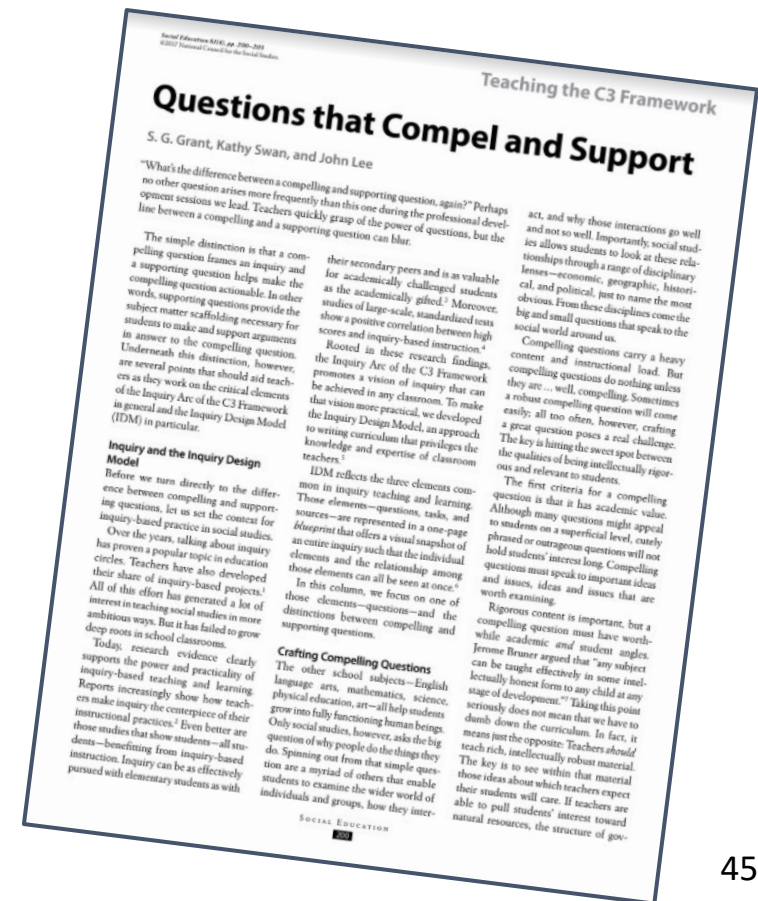 Social Education 81(4), pp. 200–203
©2017 National Council for the Social Studies
Teaching the C3 Framework
Questions that Compel and Support
S. G. Grant, Kathy Swan, and John Lee
“What’s the difference between a compelling and supporting question, again?” Perhaps
no other question arises more frequently than this one during the professional devel-
opment sessions we lead. Teachers quickly grasp of the power of questions, but the
line between a compelling and a supporting question can blur.
The simple distinction is that a com-
pelling question frames an inquiry and
a supporting question helps make the
compelling question actionable. In other
words, supporting questions provide the
subject matter scaffolding necessary for
students to make and support arguments
in answer to the compelling question.
Underneath this distinction, however,
are several points that should aid teach-
ers as they work on the critical elements
of the Inquiry Arc of the C3 Framework
in general and the Inquiry Design Model
(IDM) in particular.
Inquiry and the Inquiry Design
Model
Before we turn directly to the differ-
ence between compelling and support-
ing questions, let us set the context for
inquiry-based practice in social studies.
Over the years, talking about inquiry
has proven a popular topic in education
circles. Teachers have also developed
their share of inquiry-based projects.1
All of this effort has generated a lot of
interest in teaching social studies in more
ambitious ways. But it has failed to grow
deep roots in school classrooms.
Today, research evidence clearly
supports the power and practicality of
inquiry-based teaching and learning.
Reports increasingly show how teach-
ers make inquiry the centerpiece of their
instructional practices.2 Even better are
those studies that show students—all stu-
dents—benefitting from inquiry-based
instruction. Inquiry can be as effectively
pursued with elementary students as with
their secondary peers and is as valuable
for academically challenged students
as the academically gifted.3 Moreover,
studies of large-scale, standardized tests
show a positive correlation between high
scores and inquiry-based instruction.4
Rooted in these research findings,
the Inquiry Arc of the C3 Framework
promotes a vision of inquiry that can
be achieved in any classroom. To make
that vision more practical, we developed
the Inquiry Design Model, an approach
to writing curriculum that privileges the
knowledge and expertise of classroom
teachers.5
IDM reflects the three elements com-
mon in inquiry teaching and learning.
Those elements—questions, tasks, and
sources—are represented in a one-page
blueprint that offers a visual snapshot of
an entire inquiry such that the individual
elements and the relationship among
those elements can all be seen at once.6
In this column, we focus on one of
those elements—questions—and the
distinctions between compelling and
supporting questions.
Crafting Compelling Questions
The other school subjects—English
language arts, mathematics, science,
physical education, art—all help students
grow into fully functioning human beings.
Only social studies, however, asks the big
question of why people do the things they
do. Spinning out from that simple ques-
tion are a myriad of others that enable
students to examine the wider world of
individuals and groups, how they inter-
act, and why those interactions go well
and not so well. Importantly, social stud-
ies allows students to look at these rela-
tionships through a range of disciplinary
lenses—economic, geographic, histori-
cal, and political, just to name the most
obvious. From these disciplines come the
big and small questions that speak to the
social world around us.
Compelling questions carry a heavy
content and instructional load. But
compelling questions do nothing unless
they are ... well, compelling. Sometimes
a robust compelling question will come
easily; all too often, however, crafting
a great question poses a real challenge.
The key is hitting the sweet spot between
the qualities of being intellectually rigor-
ous and relevant to students.
The first criteria for a compelling
question is that it has academic value.
Although many questions might appeal
to students on a superficial level, cutely
phrased or outrageous questions will not
hold students’ interest long. Compelling
questions must speak to important ideas
and issues, ideas and issues that are
worth examining.
Rigorous content is important, but a
compelling question must have worth-
while academic and student angles.
Jerome Bruner argued that “any subject
can be taught effectively in some intel-
lectually honest form to any child at any
stage of development.”7 Taking this point
seriously does not mean that we have to
dumb down the curriculum. In fact, it
means just the opposite: Teachers should
teach rich, intellectually robust material.
The key is to see within that material
those ideas about which teachers expect
their students will care. If teachers are
able to pull students’ interest toward
natural resources, the structure of gov-
Social Education
200
45